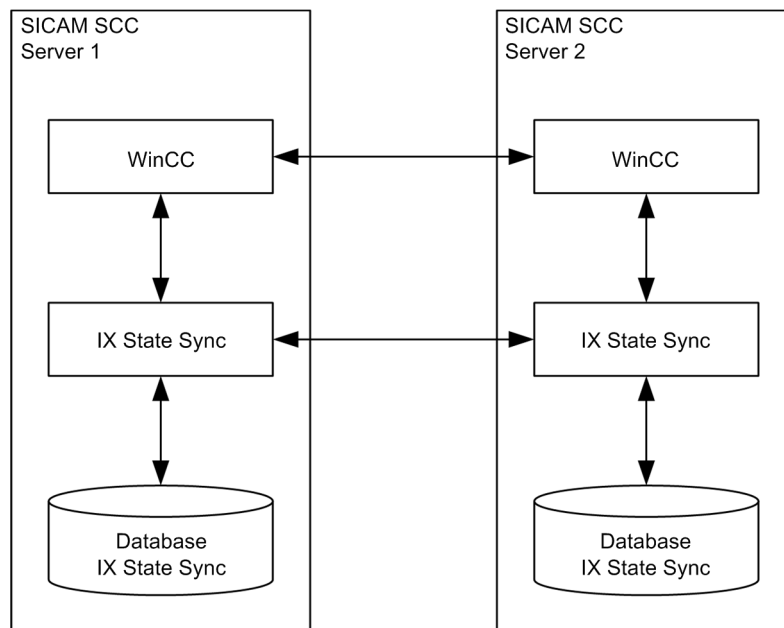 SICAM SCC
Server 1
WinCC
IX State Sync
Database
IX State Sync
SICAM SCC
Server 2
WinCC
IX State Sync
Database
IX State Sync